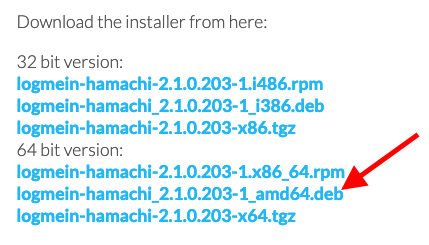 Download the installer from here:
32 bit version:
logmein-hamachi-2.1.0.203-1.i486.rpm
logmein-hamachi_2.1.0.203-1_i386.deb
logmein-hamachi-2.1.0.203-x86.tgz
64 bit version:
logmein-hamachi-2.1.0.203-1.x86_64.rpm
logmein-hamachi_2.1.0.203-1_amd64.deb
logmein-hamachi-2.1.0.203-x64.tgz